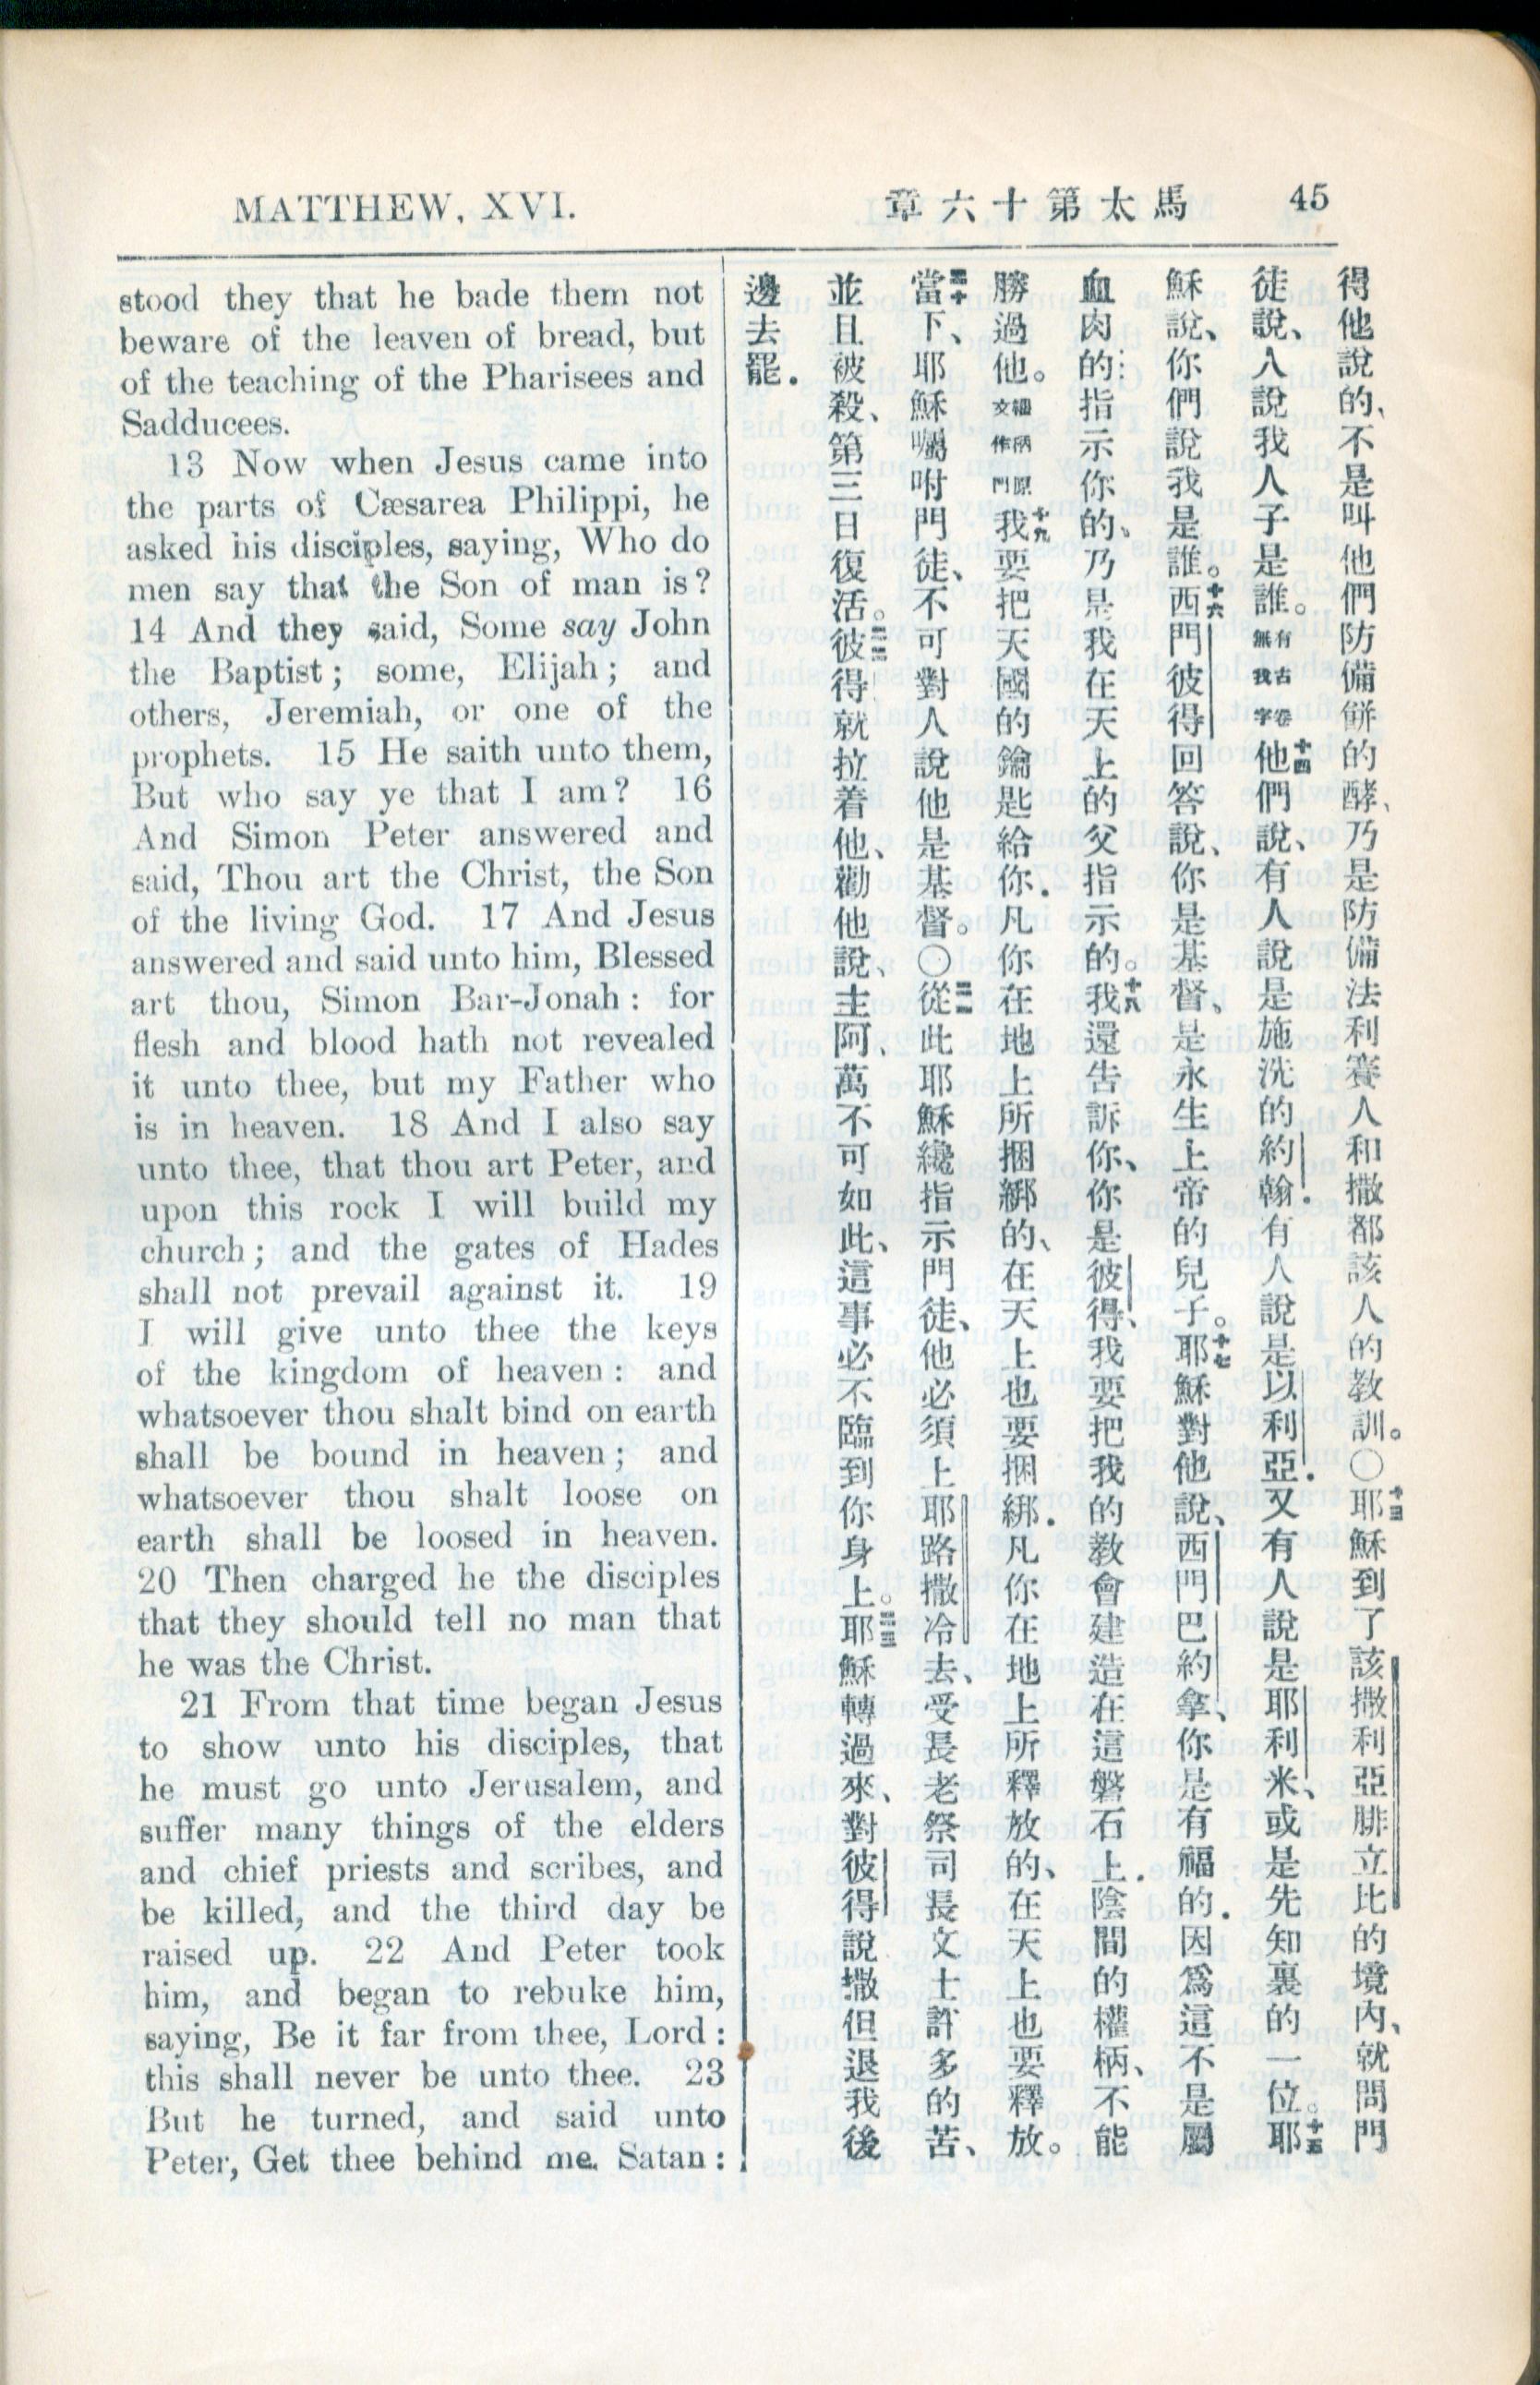 MATTHEW, XVI.
馬太第十六章
45
stood they that he bade them not
beware of the leaven of bread, but
of the teaching of the Pharisees and
Sadducees.
13 Now when Jesus came into
the parts of Cæsarea Philippi, he
asked his disciples, saying, Who do
men say that the Son of man is?
14 And they said, Some say John
the Baptist; some, Elijah; and
others, Jeremiah, or one of the
prophets. 15 He saith unto them,
But who say ye that I am? 16
And Simon Peter answered and
said, Thou art the Christ, the Son
of the living God. 17 And Jesus
answered and said unto him, Blessed
art thou, Simon Bar-Jonah: for
flesh and blood hath not revealed
it unto thee, but my Father who
is in heaven. 18 And I also say
unto thee, that thou art Peter, and
upon this rock I will build my
church; and the gates of Hades
shall not prevail against it. 19
I will give unto thee the keys
of the kingdom of heaven: and
whatsoever thou shalt bind on earth
shall be bound in heaven; and
whatsoever thou shalt loose on
earth shall be loosed in heaven.
20 Then charged he the disciples
that they should tell no man that
he was the Christ.
21 From that time began Jesus
to show unto his disciples, that
he must go unto Jerusalem, and
suffer many things of the elders
and chief priests and scribes, and
be killed, and the third day be
raised up. 22 And Peter took
him, and began to rebuke him,
saying, Be it far from thee, Lord:
this shall never be unto thee. 23
But he turned, and said unto
Peter, Get thee behind me, Satan:
得他說的、不是叫他們防備餅的酵、乃是防備法利賽人和撒都該人的教訓。〇十三耶穌到了該撒利亞腓立比的境內、就問門
徒說、人說我人子是誰。有古卷無我字十四他們說、有人說是施洗的約翰．有人說是以利亞．又有人說是耶利米、或是先知裏的一位。十五耶
穌說、你們說我是誰。十六西門彼得回答說、你是基督、是永生上帝的兒子。十七耶穌對他說、西門巴約拿、你是有福的．因爲這不是屬
血肉的指示你的、乃是我在天上的父指示的。十八我還告訴你、你是彼得、我要把我的教會建造在這磐石上．陰間的權柄、不能
勝過他。權柄原文作門十九我要把天國的鑰匙給你．凡你在地上所捆綁的、在天上也要捆綁．凡你在地上所釋放的、在天上也要釋放。
二十當下、耶穌囑咐門徒、不可對人說他是基督。〇二一從此耶穌纔指示門徒、他必須上耶路撒冷去、受長老祭司長文士許多的苦、
並且被殺、第三日復活。二二彼得就拉着他、勸他說、主阿、萬不可如此、這事必不臨到你身上。二三耶穌轉過來、對彼得說撒但退我後
邊去罷．